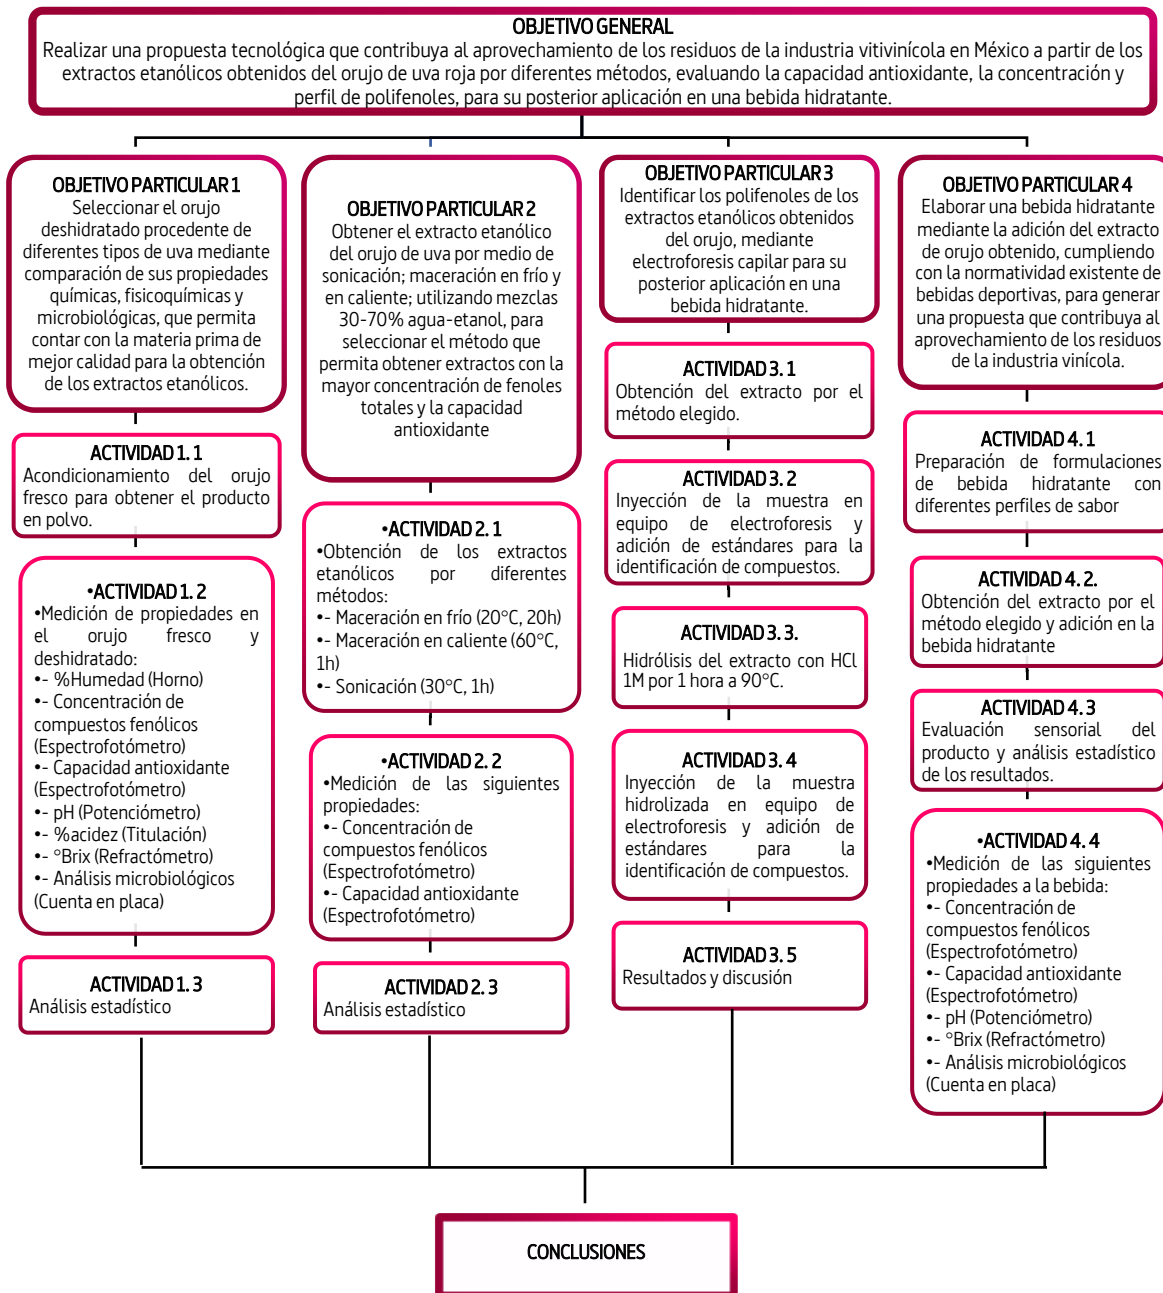 OBJETIVO GENERAL
Realizar una propuesta tecnológica que contribuya al aprovechamiento de los residuos de la industria vitivinícola en México a partir de los
extractos etanólicos obtenidos del orujo de uva roja por diferentes métodos, evaluando la capacidad antioxidante, la concentración y
perfil de polifenoles, para su posterior aplicación en una bebida hidratante.
OBJETIVO PARTICULAR 1
Seleccionar el orujo
deshidratado procedente de
diferentes tipos de uva mediante
comparación de sus propiedades
químicas, fisicoquímicas y
microbiológicas, que permita
contar con la materia prima de
mejor calidad para la obtención
de los extractos etanólicos.
ACTIVIDAD 1. 1
Acondicionamiento del orujo
fresco para obtener el producto
en polvo.
•ACTIVIDAD 1. 2
•Medición de propiedades en
el orujo fresco y
deshidratado:
•- %Humedad (Horno)
•- Concentración de
compuestos fenólicos
(Espectrofotómetro)
•- Capacidad antioxidante
(Espectrofotómetro)
•- pH (Potenciómetro)
•- %acidez (Titulación)
•- °Brix (Refractómetro)
•- Análisis microbiológicos
(Cuenta en placa)
ACTIVIDAD 1. 3
Análisis estadístico
OBJETIVO PARTICULAR 2
Obtener el extracto etanólico
del orujo de uva por medio de
sonicación; maceración en frío y
en caliente; utilizando mezclas
30-70% agua-etanol, para
seleccionar el método que
permita obtener extractos con la
mayor concentración de fenoles
totales y la capacidad
antioxidante
•ACTIVIDAD 2. 1
•Obtención de los extractos
etanólicos por diferentes
métodos:
•- Maceración en frío (20°C, 20h)
•- Maceración en caliente (60°C,
1h)
•- Sonicación (30°C, 1h)
•ACTIVIDAD 2. 2
•Medición de las siguientes
propiedades:
•- Concentración de
compuestos fenólicos
(Espectrofotómetro)
•- Capacidad antioxidante
(Espectrofotómetro)
ACTIVIDAD 2. 3
Análisis estadístico
OBJETIVO PARTICULAR 3
Identificar los polifenoles de los
extractos etanólicos obtenidos
del orujo, mediante
electroforesis capilar para su
posterior aplicación en una
bebida hidratante.
ACTIVIDAD 3. 1
Obtención del extracto por el
método elegido.
ACTIVIDAD 3. 2
Inyección de la muestra en
equipo de electroforesis y
adición de estándares para la
identificación de compuestos.
ACTIVIDAD 3. 3.
Hidrólisis del extracto con HCl
1M por 1 hora a 90°C.
ACTIVIDAD 3. 4
Inyección de la muestra
hidrolizada en equipo de
electroforesis y adición de
estándares para la
identificación de compuestos.
ACTIVIDAD 3. 5
Resultados y discusión
OBJETIVO PARTICULAR 4
Elaborar una bebida hidratante
mediante la adición del extracto
de orujo obtenido, cumpliendo
con la normatividad existente de
bebidas deportivas, para generar
una propuesta que contribuya al
aprovechamiento de los residuos
de la industria vinícola.
ACTIVIDAD 4. 1
Preparación de formulaciones
de bebida hidratante con
diferentes perfiles de sabor
ACTIVIDAD 4. 2.
Obtención del extracto por el
método elegido y adición en la
bebida hidratante
ACTIVIDAD 4. 3
Evaluación sensorial del
producto y análisis estadístico
de los resultados.
•ACTIVIDAD 4. 4
•Medición de las siguientes
propiedades a la bebida:
•- Concentración de
compuestos fenólicos
(Espectrofotómetro)
•- Capacidad antioxidante
(Espectrofotómetro)
•- pH (Potenciómetro)
•- °Brix (Refractómetro)
•- Análisis microbiológicos
(Cuenta en placa)
CONCLUSIONES